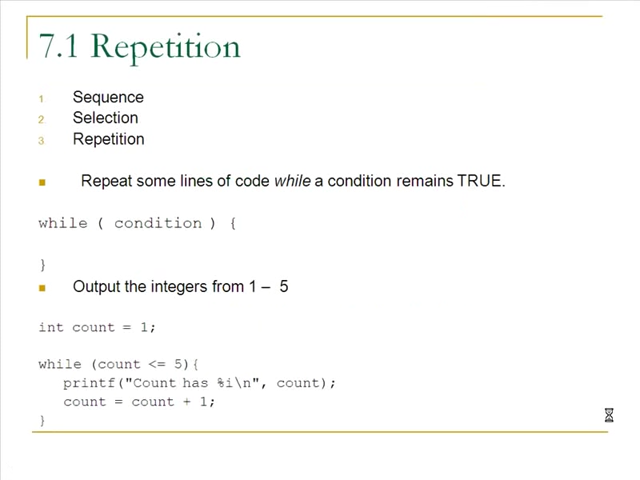 7.1 Repetition
1 Sequence
2 Selection
3 Repetition
Repeat some lines of code while a condition remains TRUE.
while ( condition ) {
}
Output the integers from 1 – 5
int count = 1;
while (count <= 5){
printf("Count has %i\n", count);
count = count + 1;
}